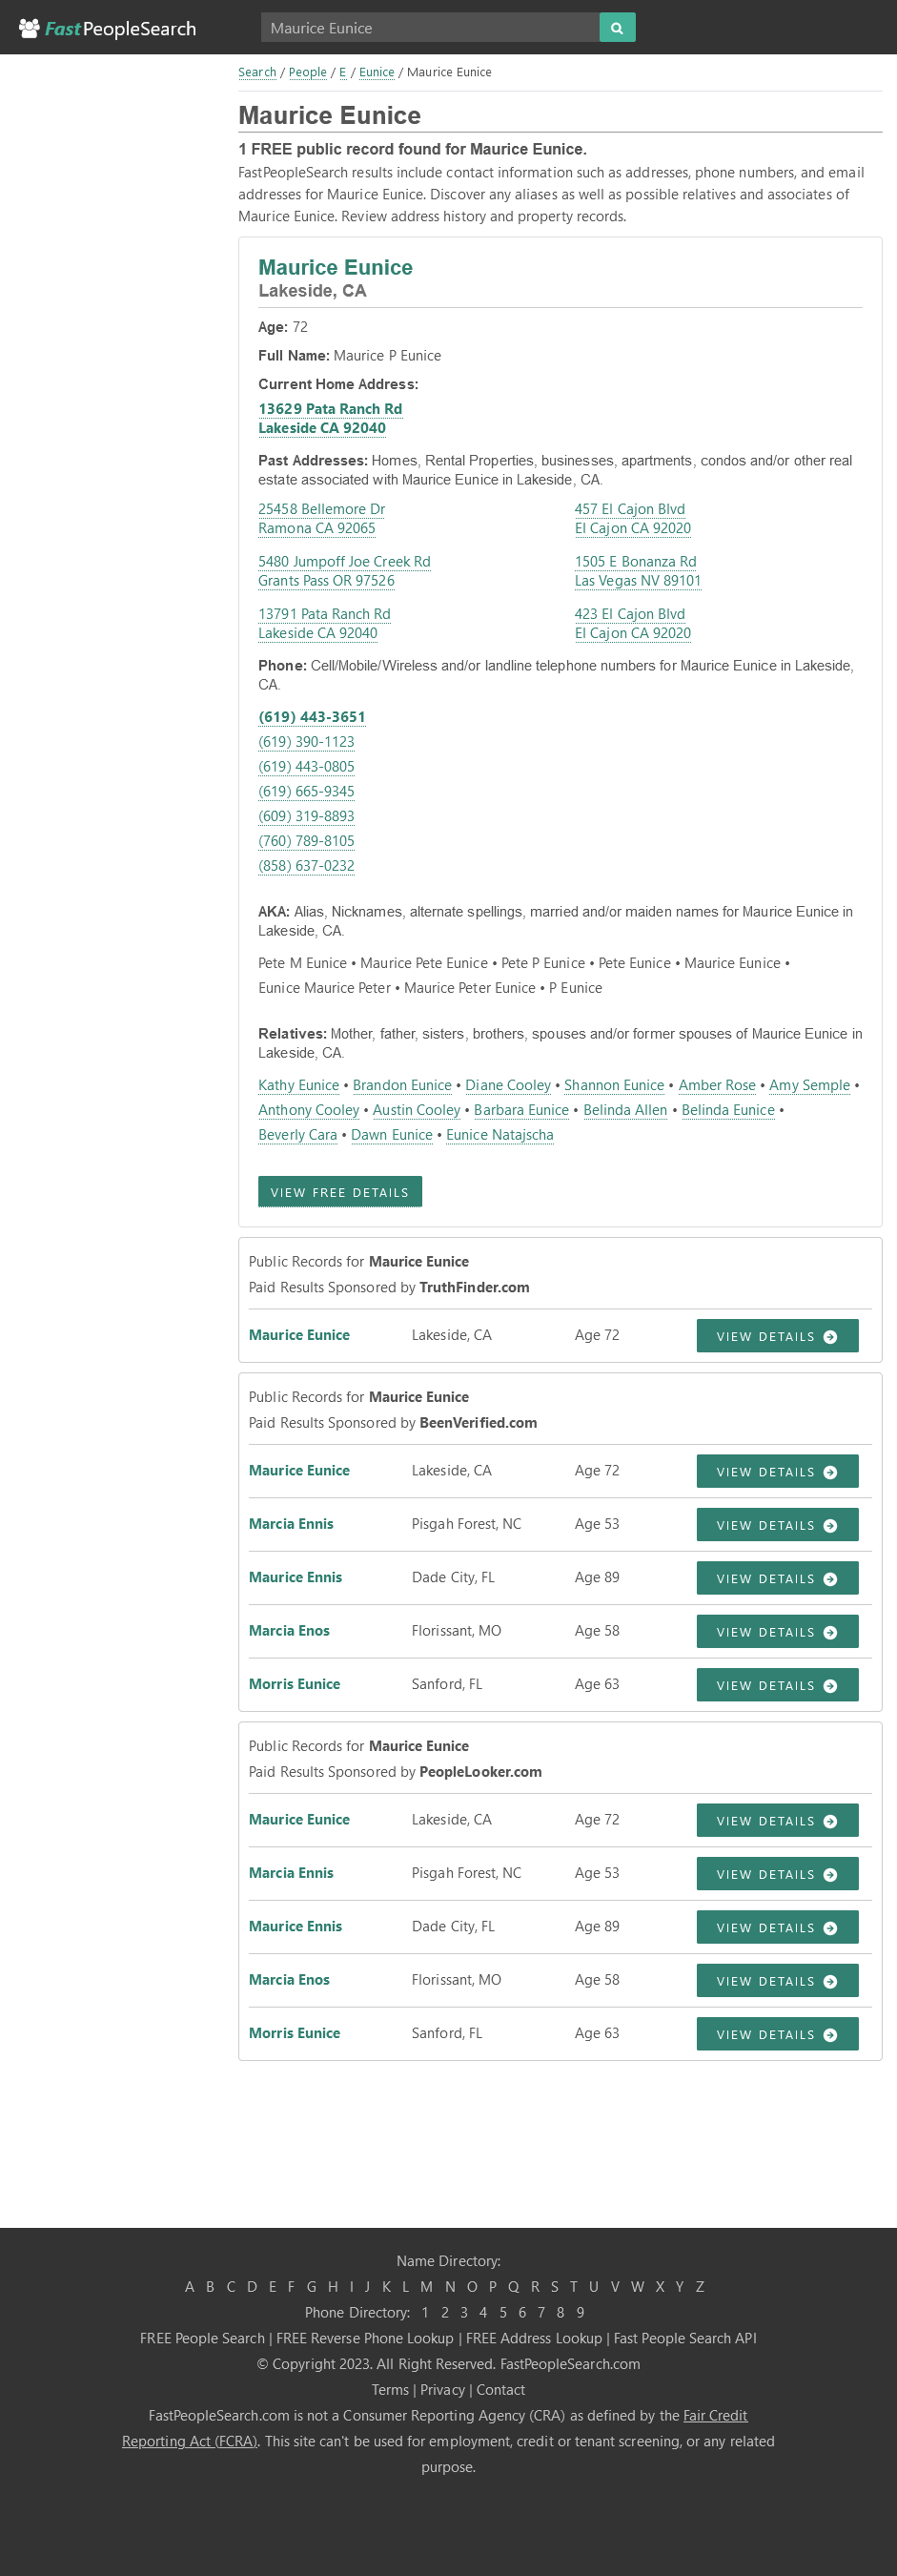 FastPeopleSearch
Maurice Eunice
Search / People / E / Eunice / Maurice Eunice
Maurice Eunice
1 FREE public record found for Maurice Eunice.
FastPeopleSearch results include contact information such as addresses, phone numbers, and email
addresses for Maurice Eunice. Discover any aliases as well as possible relatives and associates of
Maurice Eunice. Review address history and property records.
Maurice Eunice
Lakeside, CA
Age: 72
Full Name: Maurice P Eunice
Current Home Address:
13629 Pata Ranch Rd
Lakeside CA 92040
Past Addresses: Homes, Rental Properties, businesses, apartments, condos and/or other real
estate associated with Maurice Eunice in Lakeside, CA.
25458 Bellemore Dr
Ramona CA 92065
457 El Cajon Blvd
El Cajon CA 92020
5480 Jumpoff Joe Creek Rd
Grants Pass OR 97526
1505 E Bonanza Rd
Las Vegas NV 89101
13791 Pata Ranch Rd
Lakeside CA 92040
423 El Cajon Blvd
El Cajon CA 92020
Phone: Cell/Mobile/Wireless and/or landline telephone numbers for Maurice Eunice in Lakeside,
CA.
(619) 443-3651
(619) 390-1123
(619) 443-0805
(619) 665-9345
(609) 319-8893
(760) 789-8105
(858) 637-0232
AKA: Alias, Nicknames, alternate spellings, married and/or maiden names for Maurice Eunice in
Lakeside, CA.
Pete M Eunice • Maurice Pete Eunice • Pete P Eunice • Pete Eunice • Maurice Eunice •
Eunice Maurice Peter • Maurice Peter Eunice • P Eunice
Relatives: Mother, father, sisters, brothers, spouses and/or former spouses of Maurice Eunice in
Lakeside, CA.
Kathy Eunice • Brandon Eunice • Diane Cooley • Shannon Eunice • Amber Rose • Amy Semple •
Anthony Cooley • Austin Cooley • Barbara Eunice • Belinda Allen • Belinda Eunice •
Beverly Cara • Dawn Eunice • Eunice Natajscha
VIEW FREE DETAILS
Public Records for Maurice Eunice
Paid Results Sponsored by TruthFinder.com
Maurice Eunice Lakeside, CA Age 72 VIEW DETAILS
Public Records for Maurice Eunice
Paid Results Sponsored by BeenVerified.com
Maurice Eunice Lakeside, CA Age 72 VIEW DETAILS
Marcia Ennis Pisgah Forest, NC Age 53 VIEW DETAILS
Maurice Ennis Dade City, FL Age 89 VIEW DETAILS
Marcia Enos Florissant, MO Age 58 VIEW DETAILS
Morris Eunice Sanford, FL Age 63 VIEW DETAILS
Public Records for Maurice Eunice
Paid Results Sponsored by PeopleLooker.com
Maurice Eunice Lakeside, CA Age 72 VIEW DETAILS
Marcia Ennis Pisgah Forest, NC Age 53 VIEW DETAILS
Maurice Ennis Dade City, FL Age 89 VIEW DETAILS
Marcia Enos Florissant, MO Age 58 VIEW DETAILS
Morris Eunice Sanford, FL Age 63 VIEW DETAILS
Name Directory:
A B C D E F G H I J K L M N O P Q R S T U V W X Y Z
Phone Directory: 1 2 3 4 5 6 7 8 9
FREE People Search | FREE Reverse Phone Lookup | FREE Address Lookup | Fast People Search API
© Copyright 2023. All Right Reserved. FastPeopleSearch.com
Terms | Privacy | Contact
FastPeopleSearch.com is not a Consumer Reporting Agency (CRA) as defined by the Fair Credit
Reporting Act (FCRA). This site can't be used for employment, credit or tenant screening, or any related
purpose.